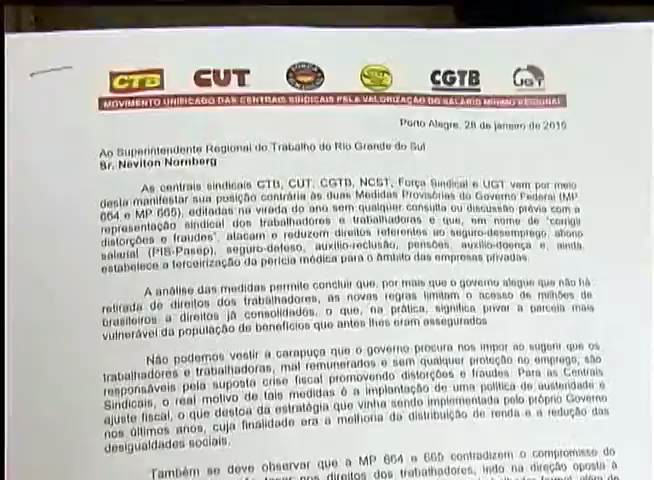 CTB CUT CGTB UGT
MOVIMENTO UNIFICADO DAS CENTRAIS SINDICAIS PELA VALORIZAÇÃO DO SALÁRIO MÍNIMO REGIONAL
Porto Alegre, 28 de janeiro de 2015
Ao Superintendente Regional do Trabalho do Rio Grande do Sul
Sr. Neviton Nornberg
As centrais sindicais CTB, CUT, CGTB, NCST, Força Sindical e UGT vem por meio
desta manifestar sua posição contrária às duas Medidas Provisórias do Governo Federal (MP
664 e MP 665), editadas na virada do ano sem qualquer consulta ou discussão prévia com a
representação sindical dos trabalhadores e trabalhadoras e que, em nome de "corrigir
distorções e fraudes", atacam e reduzem direitos referentes ao seguro-desemprego, abono
salarial (PIS-Pasep), seguro-defeso, auxílio-reclusão, pensões, auxílio-doença e, ainda,
estabelece a terceirização da perícia médica para o âmbito das empresas privadas.
A análise das medidas permite concluir que, por mais que o governo alegue que não há
retirada de direitos dos trabalhadores, as novas regras limitam o acesso de milhões de
brasileiros a direitos já consolidados, o que, na prática, significa privar a parcela mais
vulnerável da população de benefícios que antes lhes eram assegurados
Não podemos vestir a carapuça que o governo procura nos impor ao sugerir que os
trabalhadores e trabalhadoras, mal remunerados e sem qualquer proteção no emprego, são
responsáveis pela suposta crise fiscal promovendo distorções e fraudes. Para as Centrais
Sindicais, o real motivo de tais medidas é a implantação de uma política de austeridade e
ajuste fiscal, o que destoa da estratégia que vinha sendo implementada pelo próprio Governo
nos últimos anos, cuja finalidade era a melhoria da distribuição de renda e a redução das
desigualdades sociais.
Também se deve observar que a MP 664 e 665 contradizem o compromisso do
nos direitos dos trabalhadores, indo na direção oposta à